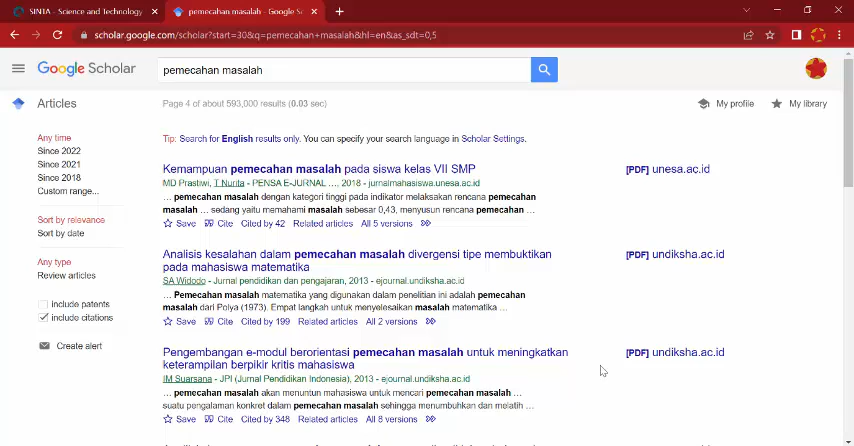 SINTA - Science and Technology
pemecahan masalah - Google Sc
scholar.google.com/scholar?start=30&q=pemecahan+masalah&hl=en&as_sdt=0,5
Google Scholar
pemecahan masalah
Articles
Page 4 of about 593,000 results (0.03 sec)
My profile
My library
Any time
Since 2022
Since 2021
Since 2018
Custom range...
Sort by relevance
Sort by date
Any type
Review articles
include patents
include citations
Create alert
Tip: Search for English results only. You can specify your search language in Scholar Settings.
Kemampuan pemecahan masalah pada siswa kelas VII SMP
[PDF] unesa.ac.id
MD Prastiwi, T Nurita - PENSA E-JURNAL ..., 2018 - jurnalmahasiswa.unesa.ac.id
... pemecahan masalah dengan kategori tinggi pada indikator melaksakan rencana pemecahan
masalah ... sedang yaitu memahami masalah sebesar 0,43, menyusun rencana pemecahan ...
Save Cite Cited by 42 Related articles All 5 versions
Analisis kesalahan dalam pemecahan masalah divergensi tipe membuktikan
pada mahasiswa matematika
[PDF] undiksha.ac.id
SA Widodo - Jurnal pendidikan dan pengajaran, 2013 - ejournal.undiksha.ac.id
... Pemecahan masalah matematika yang digunakan dalam penelitian ini adalah pemecahan
masalah dari Polya (1973). Empat langkah untuk menyelesaikan masalah matematika ...
Save Cite Cited by 199 Related articles All 2 versions
Pengembangan e-modul berorientasi pemecahan masalah untuk meningkatkan
keterampilan berpikir kritis mahasiswa
[PDF] undiksha.ac.id
IM Suarsana - JPI (Jurnal Pendidikan Indonesia), 2013 - ejournal.undiksha.ac.id
... pemecahan masalah akan menuntun mahasiswa untuk mencari pemecahan masalah ...
suatu pengalaman konkret dalam pemecahan masalah sehingga menumbuhkan dan melatih ...
Save Cite Cited by 348 Related articles All 8 versions